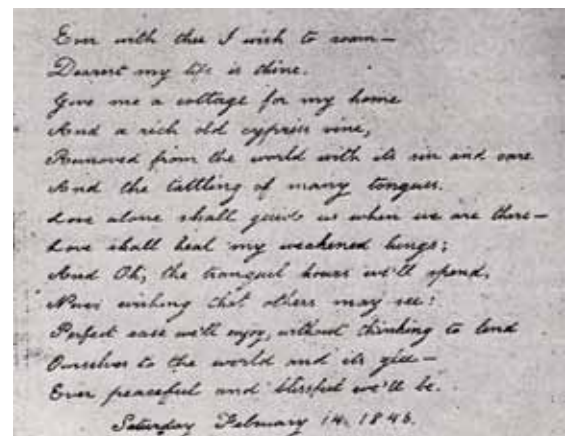 Ever with thee I wish to roam —
Dearest my life is thine.
Give me a cottage for my home
And a rich old cypress vine,
Removed from the world with its sin and care
And the tattling of many tongues.
Love alone shall guide us when we are there —
Love shall heal my weakened lungs;
And Oh, the tranquil hours we'll spend,
Never wishing that others may see!
Perfect ease we'll enjoy, without thinking to lend
Ourselves to the world and its glee —
Ever peaceful and blissful we'll be.
Saturday February 14. 1846.